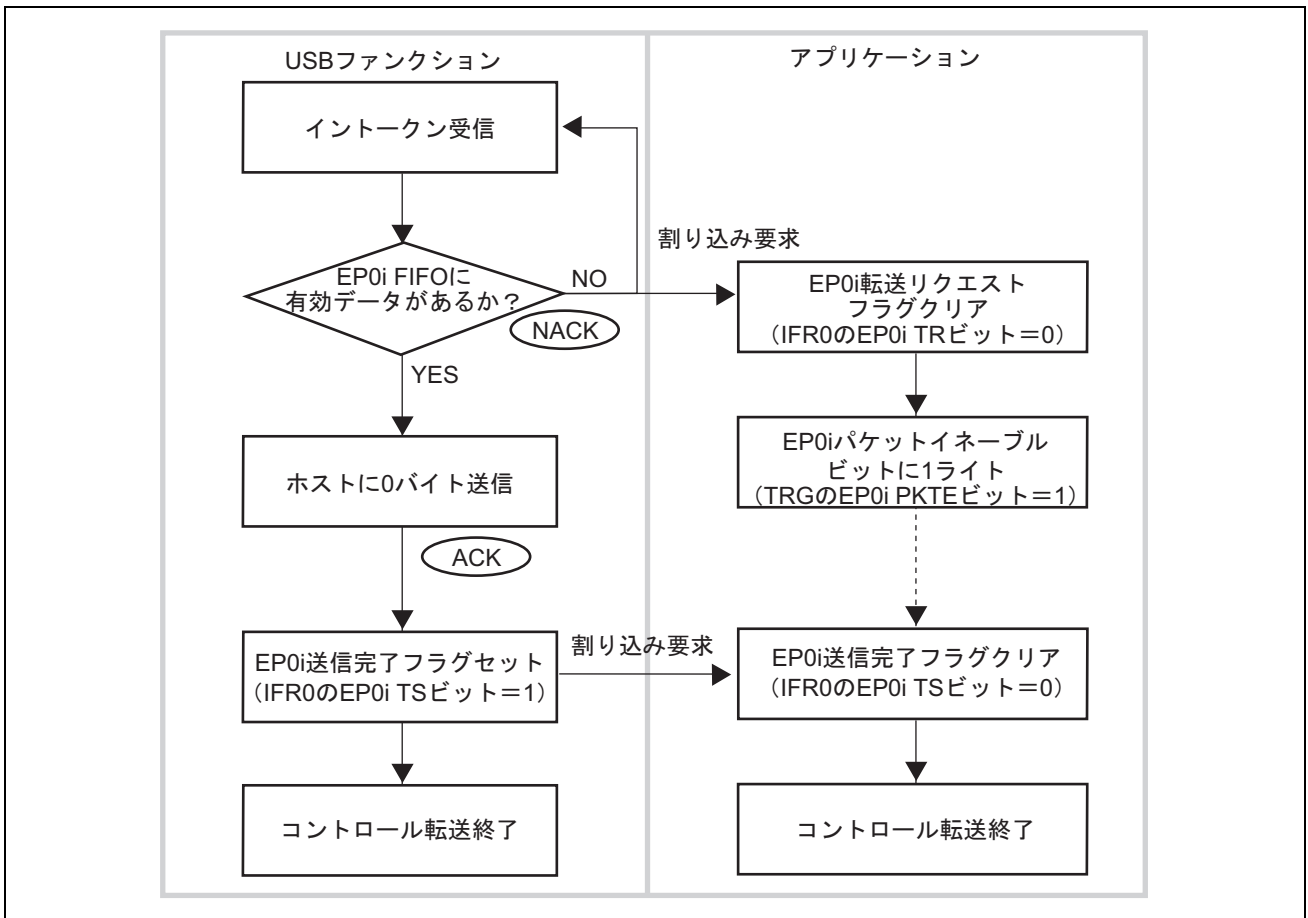 USBファンクション
アプリケーション
イントークン受信
割り込み要求
EP0i FIFOに
有効データがあるか？
NO
NACK
YES
EP0i転送リクエスト
フラグクリア
（IFR0のEP0i TRビット＝0）
EP0iパケットイネーブル
ビットに1ライト
（TRGのEP0i PKTEビット＝1）
ホストに0バイト送信
ACK
EP0i送信完了フラグセット
（IFR0のEP0i TSビット＝1）
割り込み要求
EP0i送信完了フラグクリア
（IFR0のEP0i TSビット＝0）
コントロール転送終了
コントロール転送終了